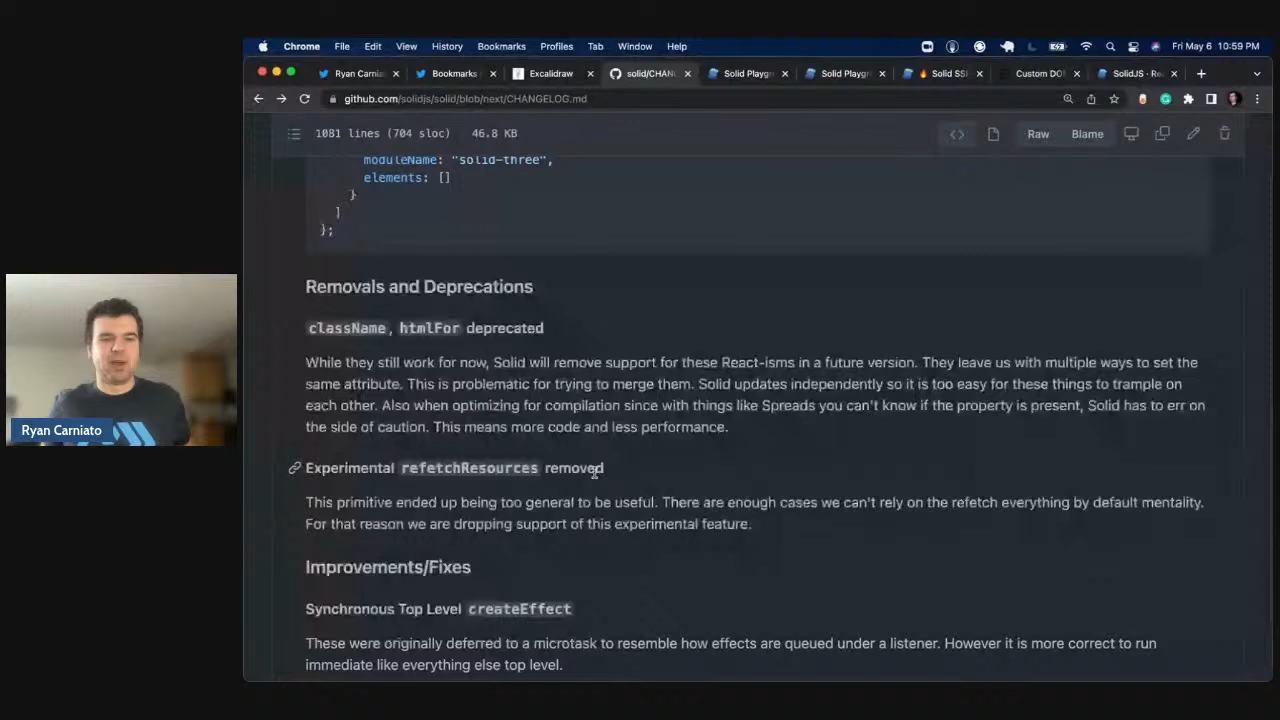 Chrome File Edit View History Bookmarks Profiles Tab Window Help Fri May 6 10:59 PM
Ryan Carnia Bookmarks Excalidraw solid/CHAN Solid Playgr Solid Playgr Solid SS Custom DO SolidJS · Re
github.com/solidjs/solid/blob/next/CHANGELOG.md
1081 lines (704 sloc) 46.8 KB Raw Blame
moduleName: "solid-three",
elements: []
}
]
};
Removals and Deprecations
className, htmlFor deprecated
While they still work for now, Solid will remove support for these React-isms in a future version. They leave us with multiple ways to set the
same attribute. This is problematic for trying to merge them. Solid updates independently so it is too easy for these things to trample on
each other. Also when optimizing for compilation since with things like Spreads you can't know if the property is present, Solid has to err on
the side of caution. This means more code and less performance.
Ryan Carniato
Experimental refetchResources removed
This primitive ended up being too general to be useful. There are enough cases we can't rely on the refetch everything by default mentality.
For that reason we are dropping support of this experimental feature.
Improvements/Fixes
Synchronous Top Level createEffect
These were originally deferred to a microtask to resemble how effects are queued under a listener. However it is more correct to run
immediate like everything else top level.